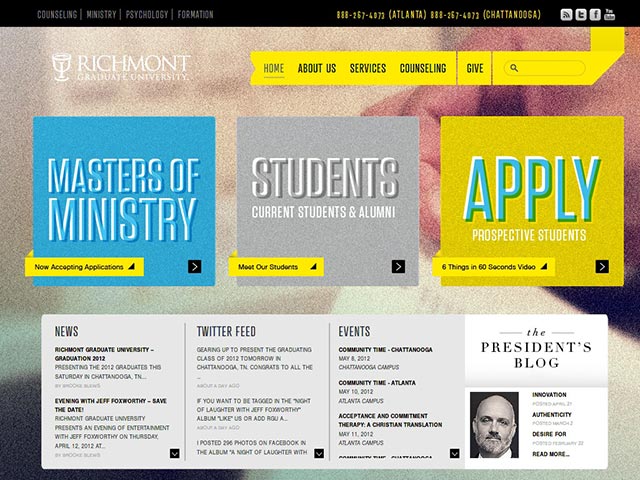 COUNSELING | MINISTRY | PSYCHOLOGY | FORMATION
888-267-4073 (ATLANTA) 888-267-4073 (CHATTANOOGA)
You
Tube
RICHMONT
GRADUATE UNIVERSITY
HOME ABOUT US SERVICES COUNSELING GIVE
MASTERS OF
MINISTRY
Now Accepting Applications
STUDENTS
CURRENT STUDENTS & ALUMNI
Meet Our Students
APPLY
PROSPECTIVE STUDENTS
6 Things in 60 Seconds Video
NEWS
RICHMONT GRADUATE UNIVERSITY –
GRADUATION 2012
PRESENTING THE 2012 GRADUATES THIS
SATURDAY IN CHATTANOOGA, TN...
BY BROOKE BLEWS
EVENING WITH JEFF FOXWORTHY – SAVE
THE DATE!
RICHMONT GRADUATE UNIVERSITY
PRESENTS AN EVENING OF ENTERTAINMENT
WITH JEFF FOXWORTHY ON THURSDAY,
APRIL 12, 2012 AT...
BY BROOKE BLEWS
TWITTER FEED
GEARING UP TO PRESENT THE GRADUATING
CLASS OF 2012 TOMORROW IN
CHATTANOOGA, TN. CONGRATS TO ALL THE
...
ABOUT A DAY AGO
IF YOU WANT TO BE TAGGED IN THE "NIGHT
OF LAUGHTER WITH JEFF FOXWORTHY"
ALBUM "LIKE" US OR ADD RGU A...
ABOUT A DAY AGO
I POSTED 296 PHOTOS ON FACEBOOK IN
THE ALBUM "A NIGHT OF LAUGHTER WITH
EVENTS
COMMUNITY TIME - CHATTANOOGA
MAY 8, 2012
CHATTANOOGA CAMPUS
COMMUNITY TIME - ATLANTA
MAY 10, 2012
ATLANTA CAMPUS
ACCEPTANCE AND COMMITMENT
THERAPY: A CHRISTIAN TRANSLATION
MAY 11, 2012
ATLANTA CAMPUS
COMMUNITY TIME - CHATTANOOGA
the
PRESIDENT'S
BLOG
INNOVATION
POSTED APRIL 21
AUTHENTICITY
POSTED MARCH 2
DESIRE FOR
POSTED FEBRUARY 22
READ MORE...